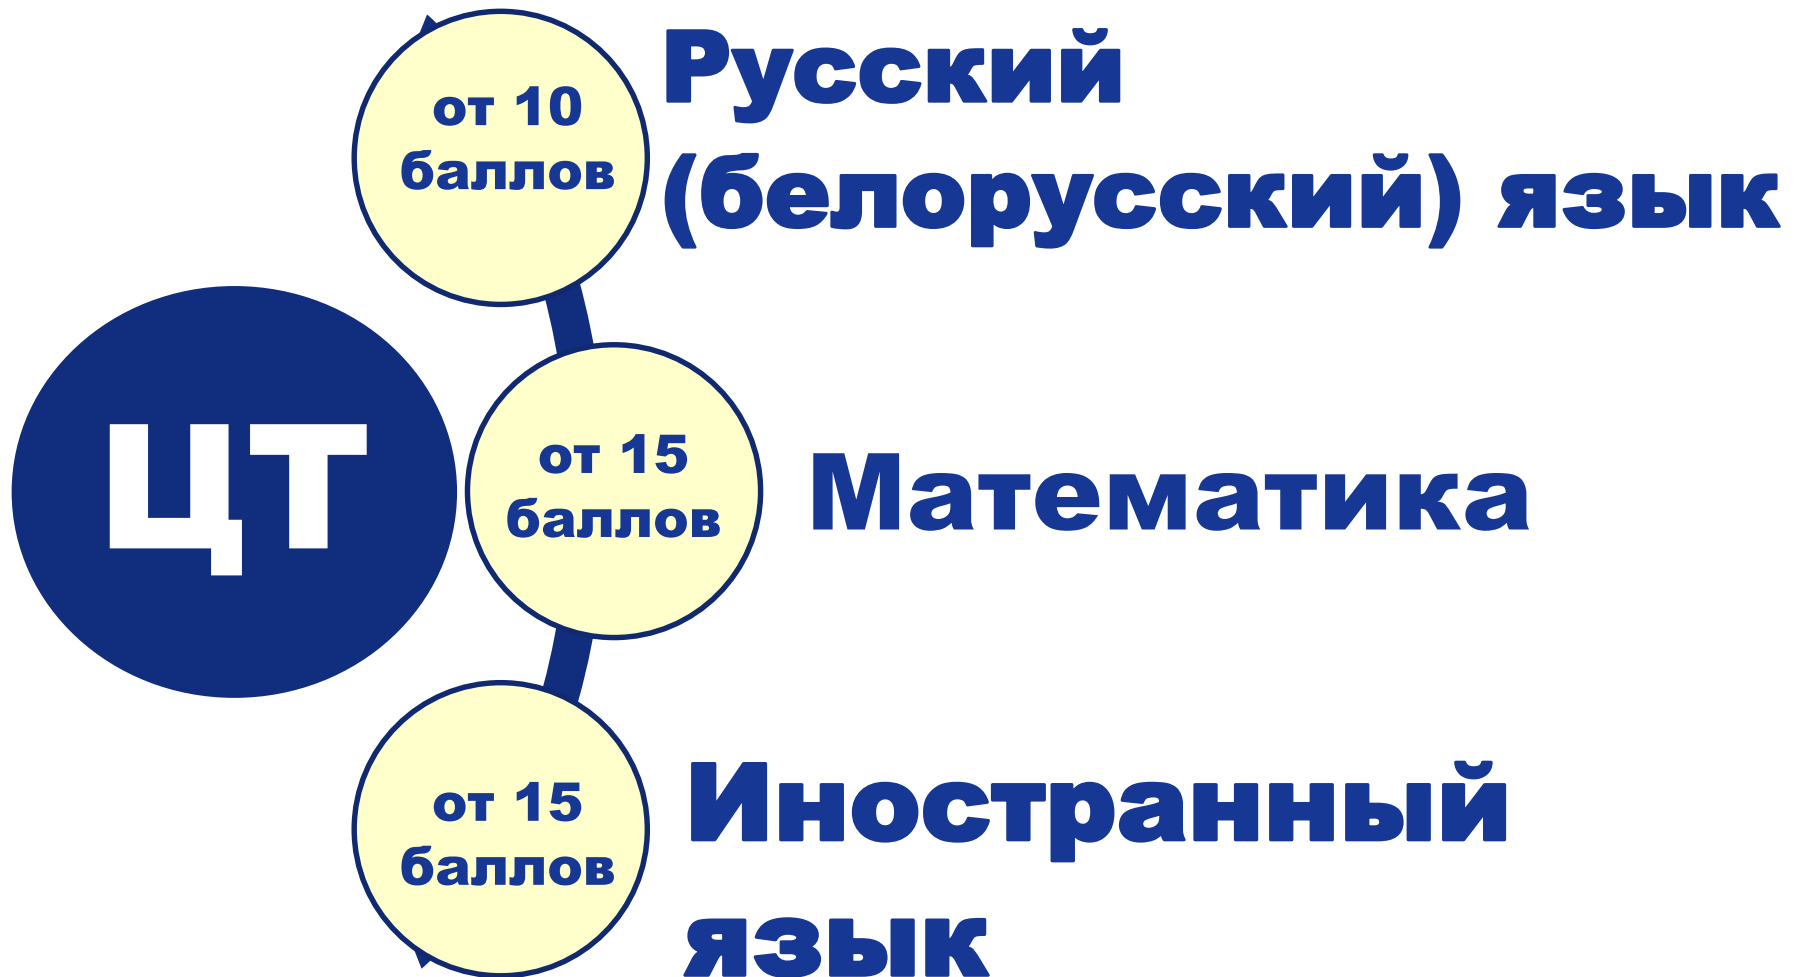 от 10
баллов
Русский
(белорусский) язык
ЦТ
от 15
баллов
Математика
от 15
баллов
Иностранный
язык